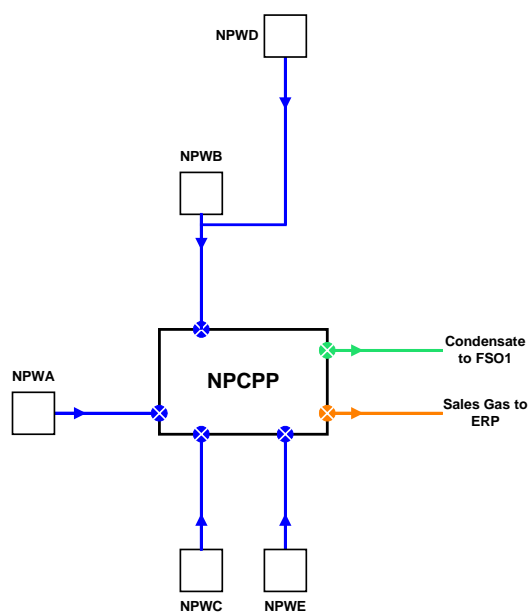 NPWD
NPWB
Condensate
to FSO1
NPCPP
NPWA
Sales Gas to
ERP
NPWC
NPWE